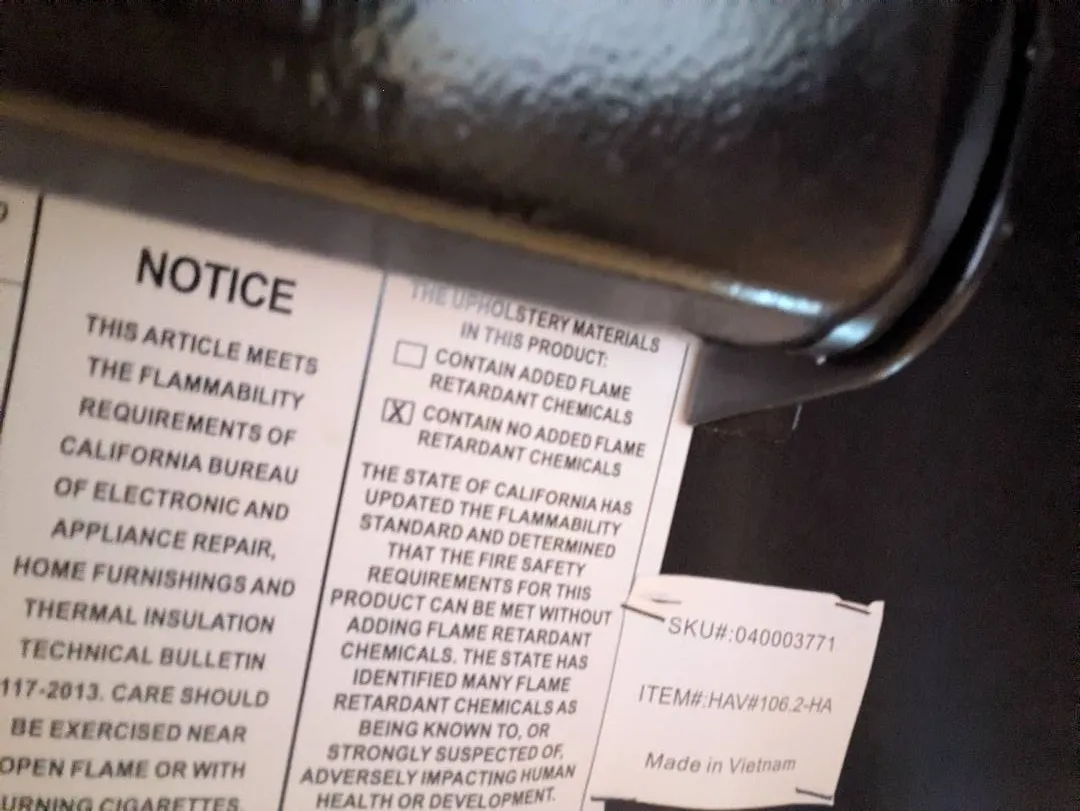 NOTICE
THIS ARTICLE MEETS
THE FLAMMABILITY
REQUIREMENTS OF
CALIFORNIA BUREAU
OF ELECTRONIC AND
APPLIANCE REPAIR,
HOME FURNISHINGS AND
THERMAL INSULATION
TECHNICAL BULLETIN
117-2013. CARE SHOULD
BE EXERCISED NEAR
OPEN FLAME OR WITH
URNING CIGARETTES.
THE UPHOLSTERY MATERIALS
IN THIS PRODUCT:
CONTAIN ADDED FLAME
RETARDANT CHEMICALS
X CONTAIN NO ADDED FLAME
RETARDANT CHEMICALS
THE STATE OF CALIFORNIA HAS
UPDATED THE FLAMMABILITY
STANDARD AND DETERMINED
THAT THE FIRE SAFETY
REQUIREMENTS FOR THIS
PRODUCT CAN BE MET WITHOUT
ADDING FLAME RETARDANT
CHEMICALS. THE STATE HAS
IDENTIFIED MANY FLAME
RETARDANT CHEMICALS AS
BEING KNOWN TO, OR
STRONGLY SUSPECTED OF,
ADVERSELY IMPACTING HUMAN
HEALTH OR DEVELOPMENT.
SKU#:040003771
ITEM#:HAV#106.2-HA
Made in Vietnam